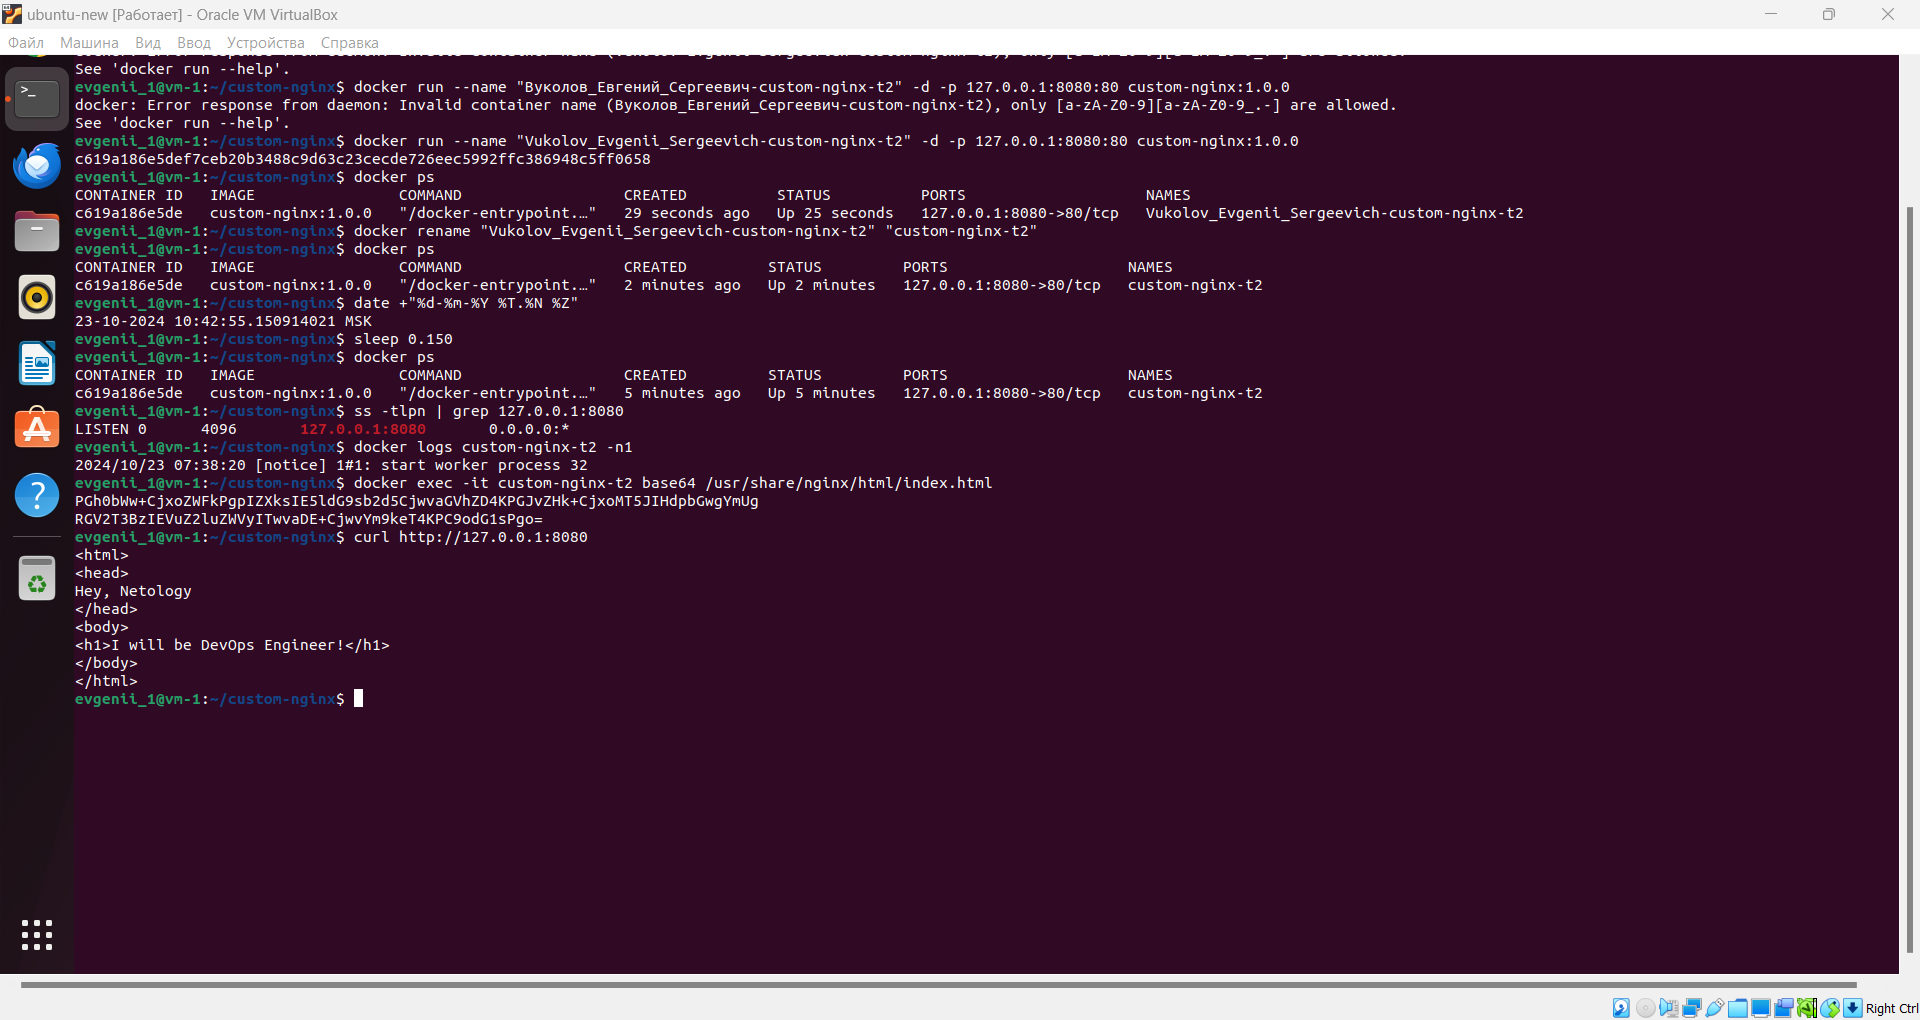 ubuntu-new [Работает] - Oracle VM VirtualBox
Файл Машина Вид Ввод Устройства Справка
See 'docker run --help'.
evgenii_1@vm-1:~/custom-nginx$ docker run --name "Вуколов_Евгений_Сергеевич-custom-nginx-t2" -d -p 127.0.0.1:8080:80 custom-nginx:1.0.0
docker: Error response from daemon: Invalid container name (Вуколов_Евгений_Сергеевич-custom-nginx-t2), only [a-zA-Z0-9][a-zA-Z0-9_.-] are allowed.
See 'docker run --help'.
evgenii_1@vm-1:~/custom-nginx$ docker run --name "Vukolov_Evgenii_Sergeevich-custom-nginx-t2" -d -p 127.0.0.1:8080:80 custom-nginx:1.0.0
c619a186e5def7ceb20b3488c9d63c23cecde726eec5992ffc386948c5ff0658
evgenii_1@vm-1:~/custom-nginx$ docker ps
CONTAINER ID   IMAGE                COMMAND                  CREATED          STATUS          PORTS                    NAMES
c619a186e5de   custom-nginx:1.0.0   "/docker-entrypoint.…"   29 seconds ago   Up 25 seconds   127.0.0.1:8080->80/tcp   Vukolov_Evgenii_Sergeevich-custom-nginx-t2
evgenii_1@vm-1:~/custom-nginx$ docker rename "Vukolov_Evgenii_Sergeevich-custom-nginx-t2" "custom-nginx-t2"
evgenii_1@vm-1:~/custom-nginx$ docker ps
CONTAINER ID   IMAGE                COMMAND                  CREATED         STATUS         PORTS                    NAMES
c619a186e5de   custom-nginx:1.0.0   "/docker-entrypoint.…"   2 minutes ago   Up 2 minutes   127.0.0.1:8080->80/tcp   custom-nginx-t2
evgenii_1@vm-1:~/custom-nginx$ date +"%d-%m-%Y %T.%N %Z"
23-10-2024 10:42:55.150914021 MSK
evgenii_1@vm-1:~/custom-nginx$ sleep 0.150
evgenii_1@vm-1:~/custom-nginx$ docker ps
CONTAINER ID   IMAGE                COMMAND                  CREATED         STATUS         PORTS                    NAMES
c619a186e5de   custom-nginx:1.0.0   "/docker-entrypoint.…"   5 minutes ago   Up 5 minutes   127.0.0.1:8080->80/tcp   custom-nginx-t2
evgenii_1@vm-1:~/custom-nginx$ ss -tlpn | grep 127.0.0.1:8080
LISTEN 0      4096       127.0.0.1:8080       0.0.0.0:*
evgenii_1@vm-1:~/custom-nginx$ docker logs custom-nginx-t2 -n1
2024/10/23 07:38:20 [notice] 1#1: start worker process 32
evgenii_1@vm-1:~/custom-nginx$ docker exec -it custom-nginx-t2 base64 /usr/share/nginx/html/index.html
PGh0bWw+CjxoZWFkPgpIZXksIE5ldG9sb2d5CjwvaGVhZD4KPGJvZHk+CjxoMT5JIHdpbGwgYmUg
RGV2T3BzIEVuZ2luZWVyITwvaDE+CjwvYm9keT4KPC9odG1sPgo=
evgenii_1@vm-1:~/custom-nginx$ curl http://127.0.0.1:8080
<html>
<head>
Hey, Netology
</head>
<body>
<h1>I will be DevOps Engineer!</h1>
</body>
</html>
evgenii_1@vm-1:~/custom-nginx$
Right Ctrl